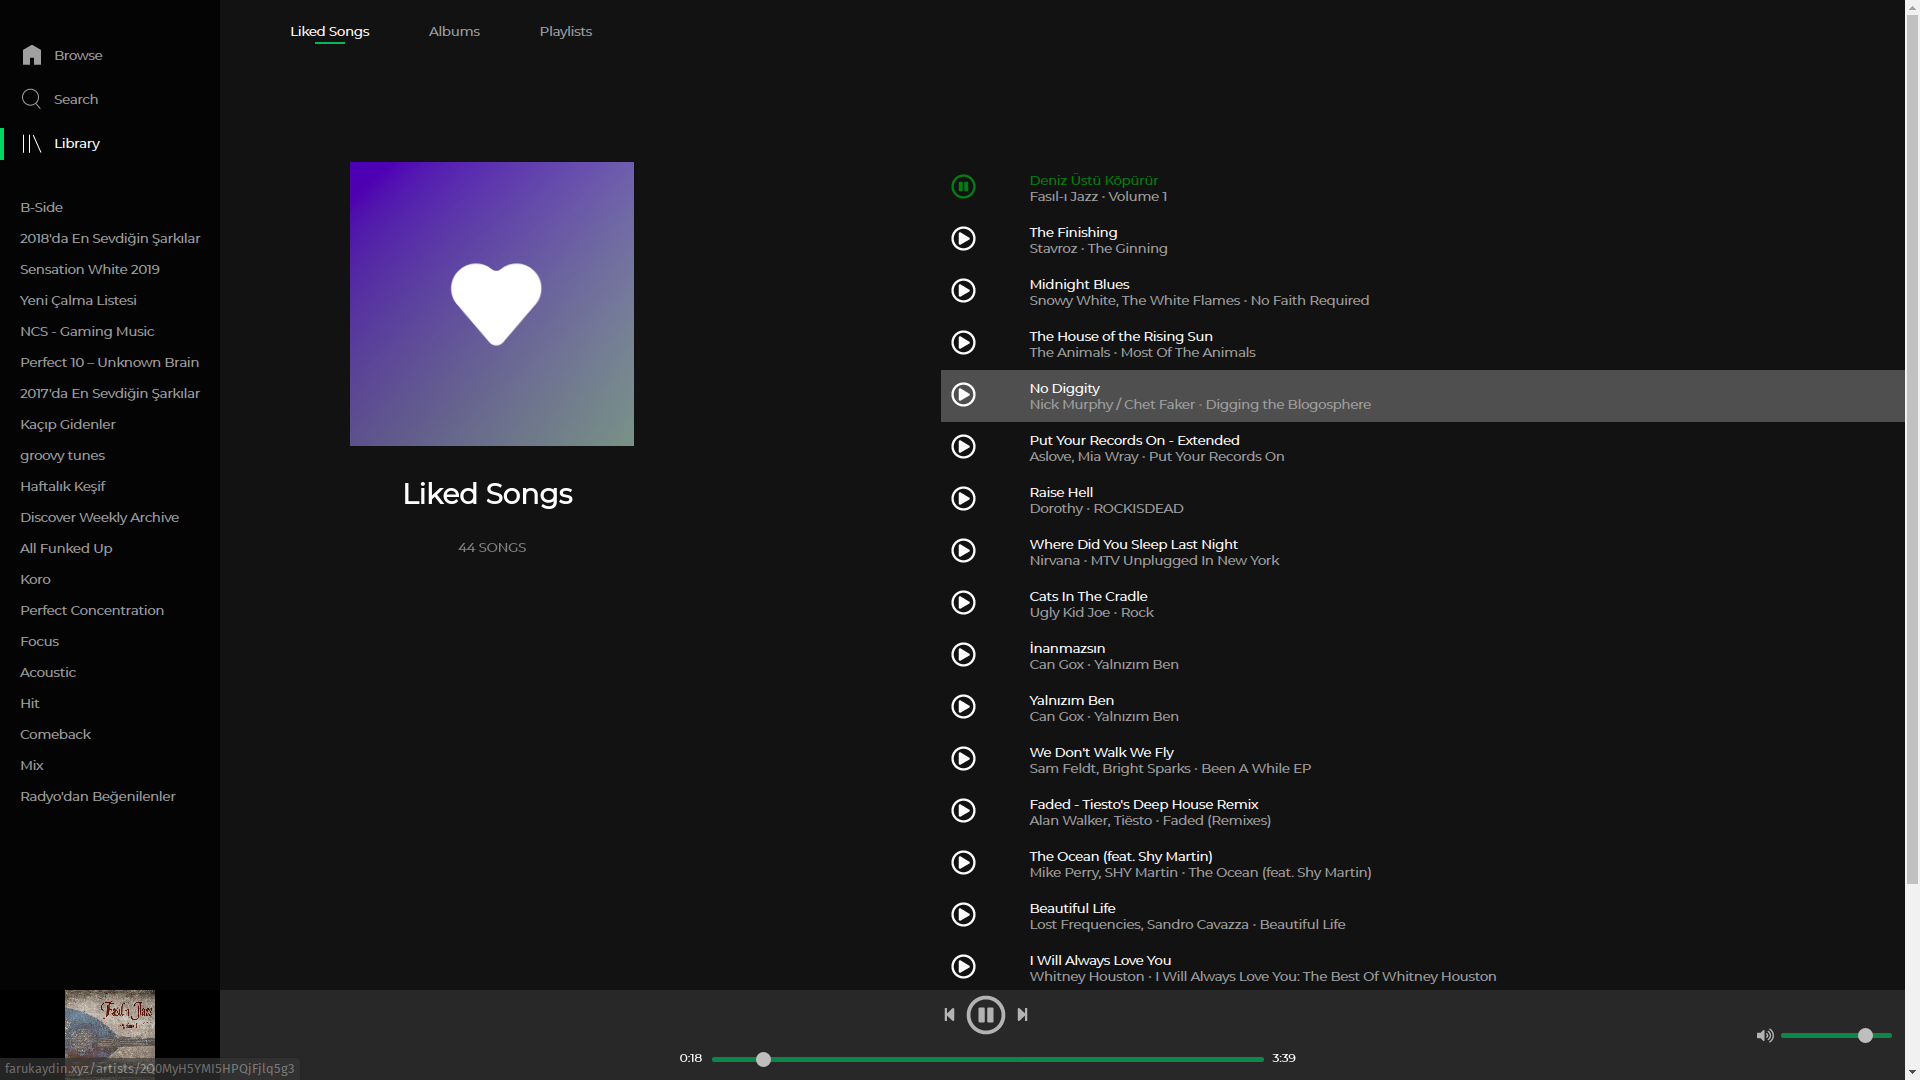 Browse
Search
Library
B-Side
2018'da En Sevdiğin Şarkılar
Sensation White 2019
Yeni Çalma Listesi
NCS - Gaming Music
Perfect 10 – Unknown Brain
2017'da En Sevdiğin Şarkılar
Kaçıp Gidenler
groovy tunes
Haftalık Keşif
Discover Weekly Archive
All Funked Up
Koro
Perfect Concentration
Focus
Acoustic
Hit
Comeback
Mix
Radyo'dan Beğenilenler
Liked Songs
Albums
Playlists
Liked Songs
44 SONGS
Deniz Üstü Köpürür
Fasıl-ı Jazz · Volume 1
The Finishing
Stavroz · The Ginning
Midnight Blues
Snowy White, The White Flames · No Faith Required
The House of the Rising Sun
The Animals · Most Of The Animals
No Diggity
Nick Murphy / Chet Faker · Digging the Blogosphere
Put Your Records On - Extended
Aslove, Mia Wray · Put Your Records On
Raise Hell
Dorothy · ROCKISDEAD
Where Did You Sleep Last Night
Nirvana · MTV Unplugged In New York
Cats In The Cradle
Ugly Kid Joe · Rock
İnanmazsın
Can Gox · Yalnızım Ben
Yalnızım Ben
Can Gox · Yalnızım Ben
We Don't Walk We Fly
Sam Feldt, Bright Sparks · Been A While EP
Faded - Tiesto's Deep House Remix
Alan Walker, Tiësto · Faded (Remixes)
The Ocean (feat. Shy Martin)
Mike Perry, SHY Martin · The Ocean (feat. Shy Martin)
Beautiful Life
Lost Frequencies, Sandro Cavazza · Beautiful Life
I Will Always Love You
Whitney Houston · I Will Always Love You: The Best Of Whitney Houston
Fasıl-ı Jazz
0:18
3:39